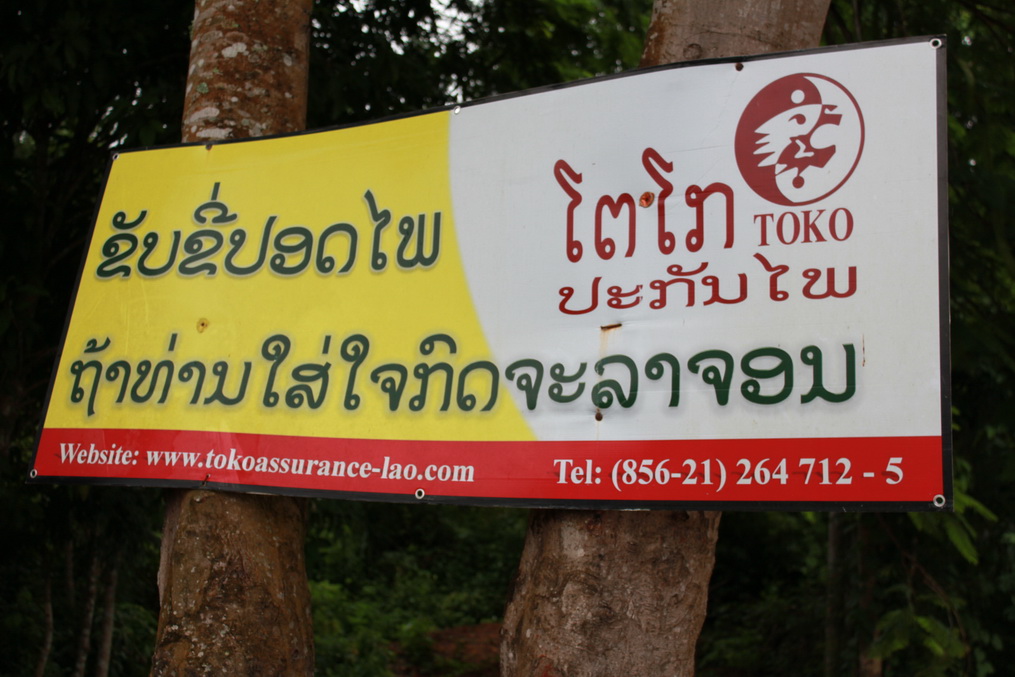 ຂັບຂີ່ປອດໄພ
ໂຕໂກ
TOKO
ປະກັນໄພ
ຖ້າທ່ານໃສ່ໃຈກົດຈະລາຈອນ
Website: www.tokoassurance-lao.com
Tel: (856-21) 264 712 - 5